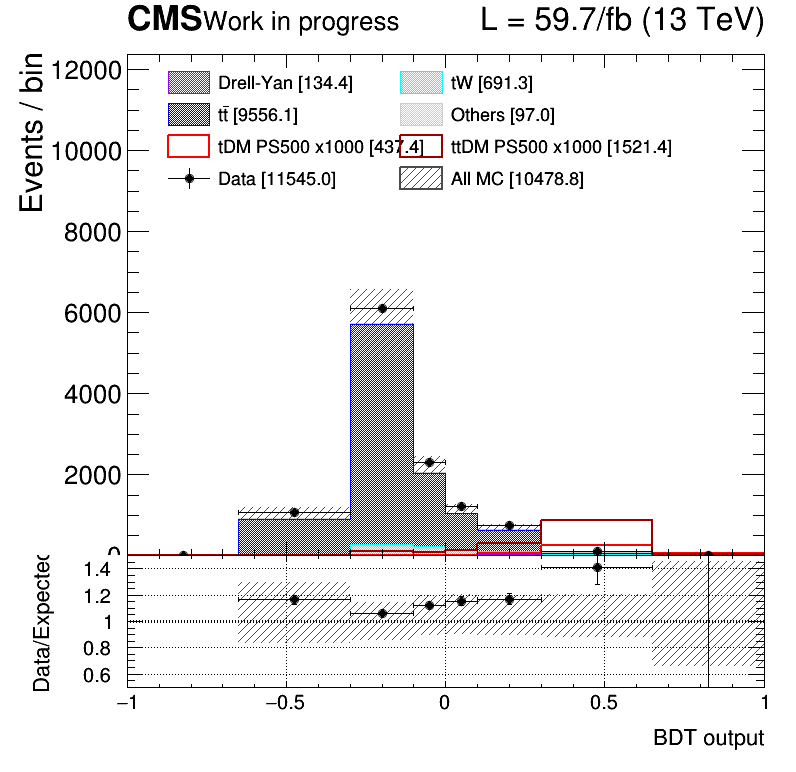 CMS Work in progress L = 59.7/fb (13 TeV)
Events / bin
12000
10000
8000
6000
4000
2000
0
Drell-Yan [134.4] tW [691.3]
tt̄ [9556.1] Others [97.0]
tDM PS500 x1000 [437.4] ttDM PS500 x1000 [1521.4]
Data [11545.0] All MC [10478.8]
Data/Expected
1.4
1.2
1
0.8
0.6
−1 −0.5 0 0.5 1
BDT output